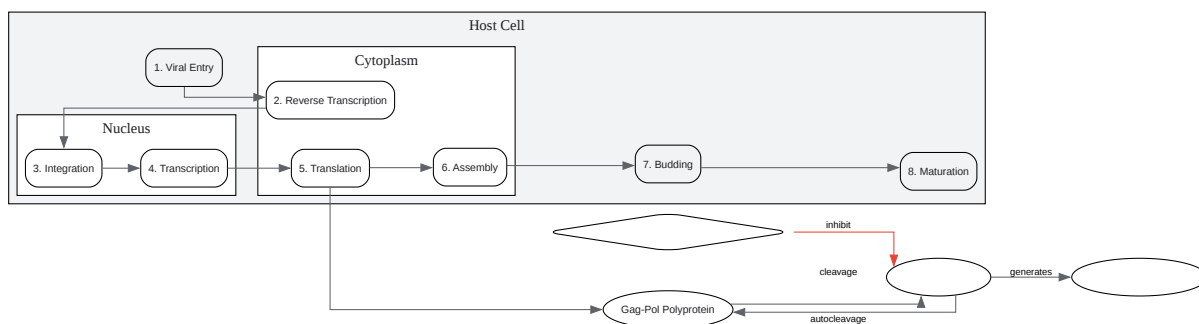 Host Cell
Cytoplasm
1. Viral Entry
2. Reverse Transcription
Nucleus
3. Integration
4. Transcription
5. Translation
6. Assembly
7. Budding
8. Maturation
inhibit
cleavage
generates
Gag-Pol Polyprotein
autocleavage